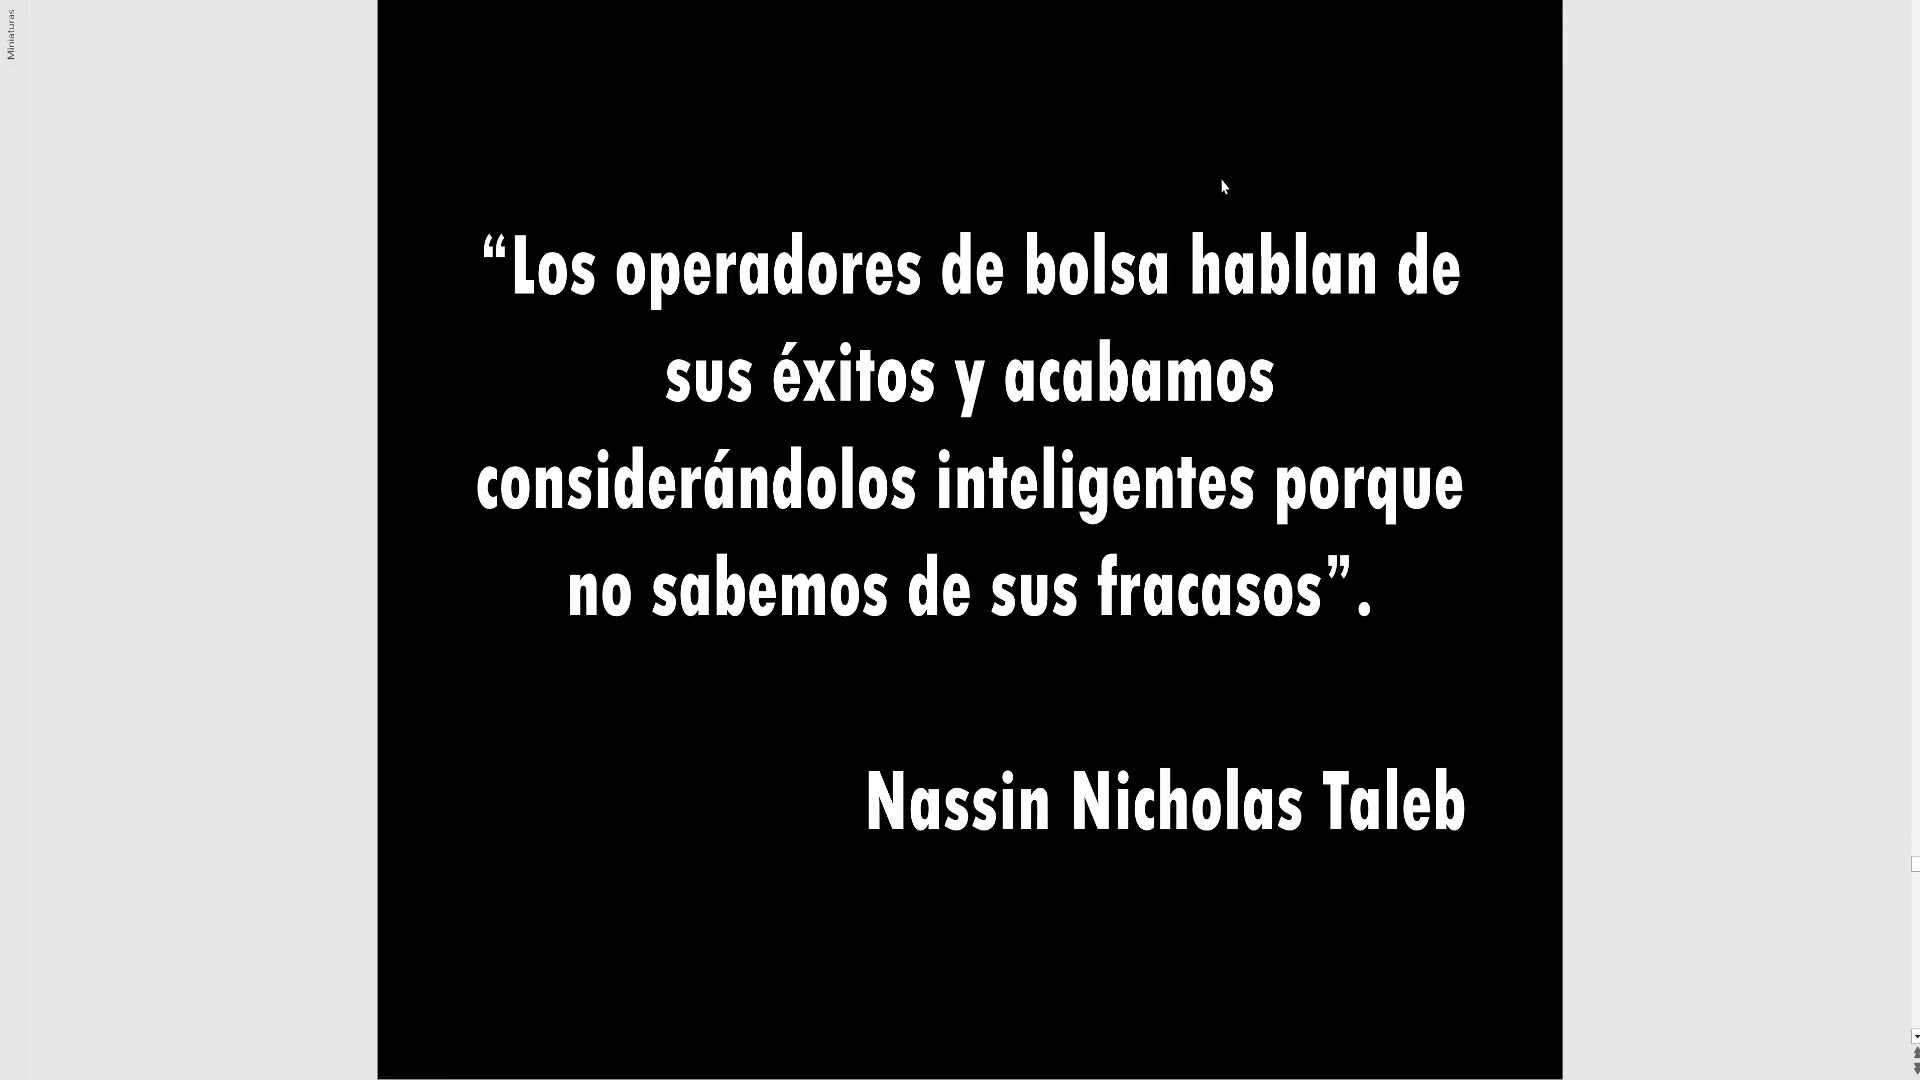 Miniaturas
“Los operadores de bolsa hablan de
sus éxitos y acabamos
considerándolos inteligentes porque
no sabemos de sus fracasos”.
Nassin Nicholas Taleb